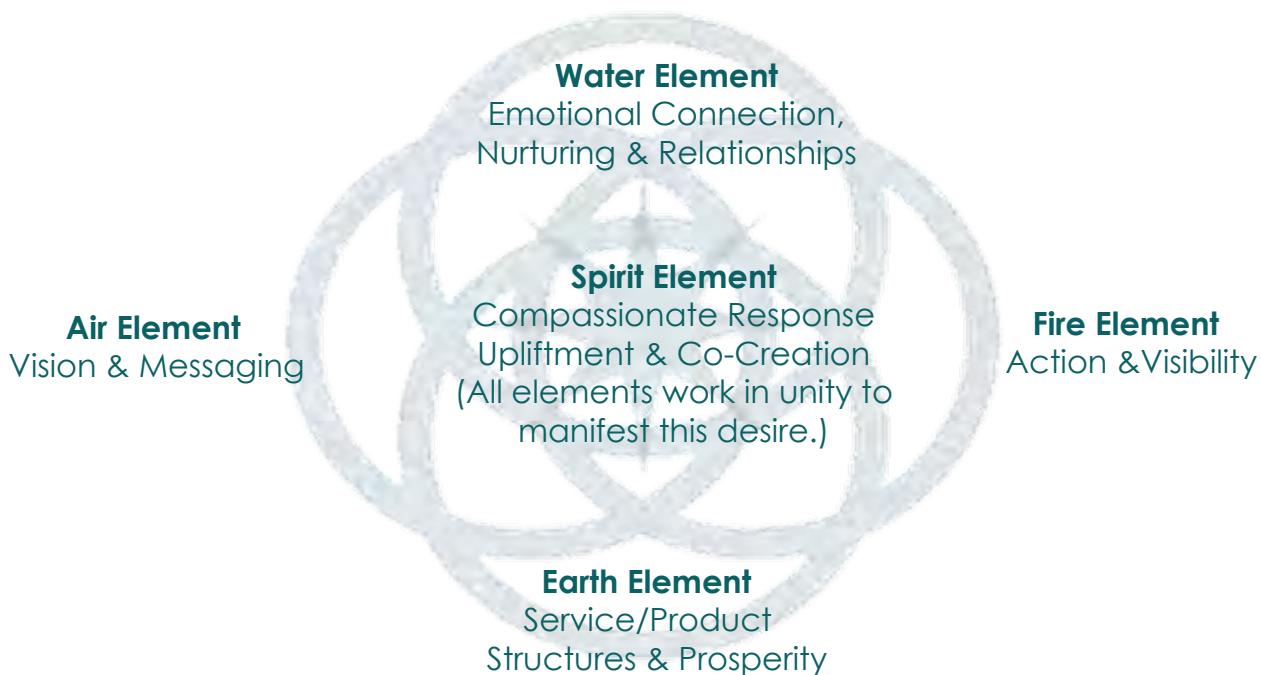 Water Element
Emotional Connection,
Nurturing & Relationships
Air Element
Vision & Messaging
Spirit Element
Compassionate Response
Upliftment & Co-Creation
(All elements work in unity to
manifest this desire.)
Fire Element
Action &Visibility
Earth Element
Service/Product
Structures & Prosperity